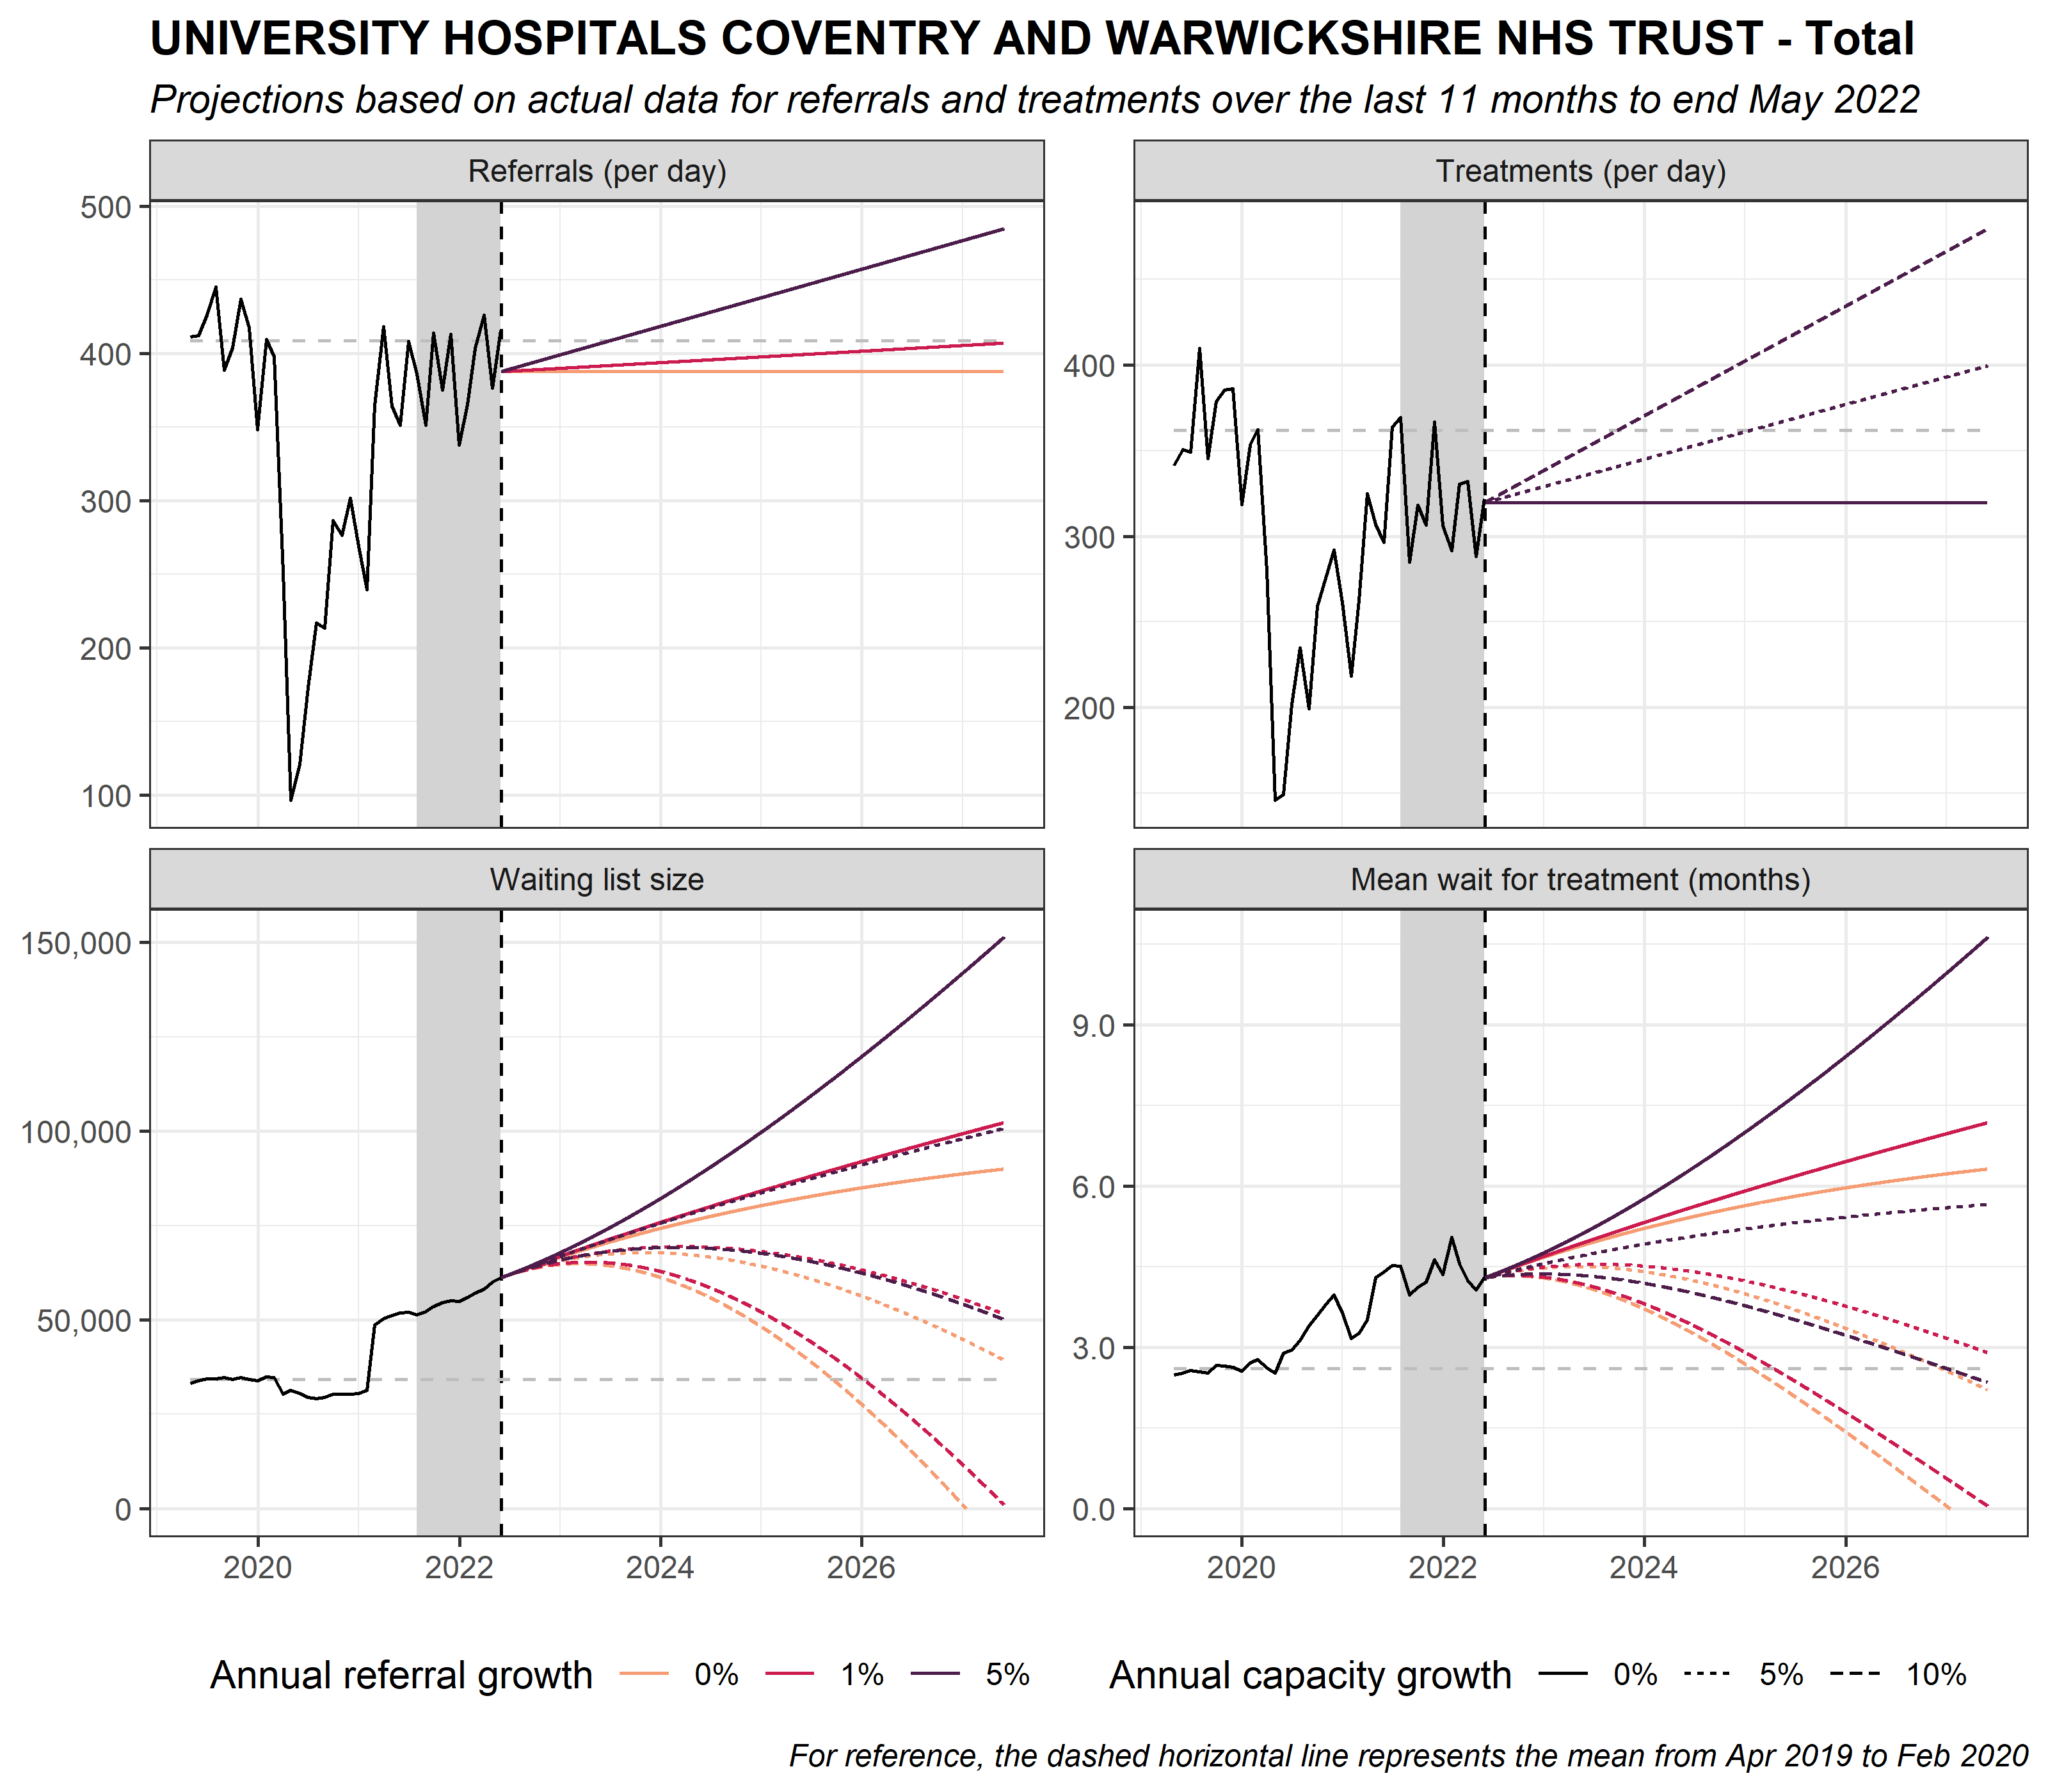 UNIVERSITY HOSPITALS COVENTRY AND WARWICKSHIRE NHS TRUST - Total
Projections based on actual data for referrals and treatments over the last 11 months to end May 2022
Referrals (per day)
500
400
300
200
100
Treatments (per day)
400
300
200
Waiting list size
150,000
100,000
50,000
0
2020 2022 2024 2026
Mean wait for treatment (months)
9.0
6.0
3.0
0.0
2020 2022 2024 2026
Annual referral growth 0% 1% 5%
Annual capacity growth 0% 5% 10%
For reference, the dashed horizontal line represents the mean from Apr 2019 to Feb 2020